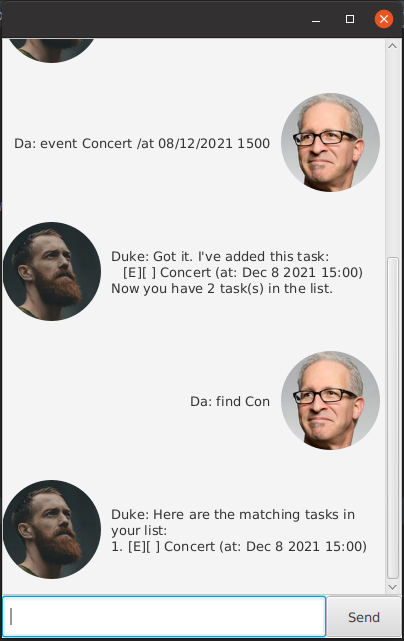 Da: event Concert /at 08/12/2021 1500
Duke: Got it. I've added this task:
[E][ ] Concert (at: Dec 8 2021 15:00)
Now you have 2 task(s) in the list.
Da: find Con
Duke: Here are the matching tasks in
your list:
1. [E][ ] Concert (at: Dec 8 2021 15:00)
Send